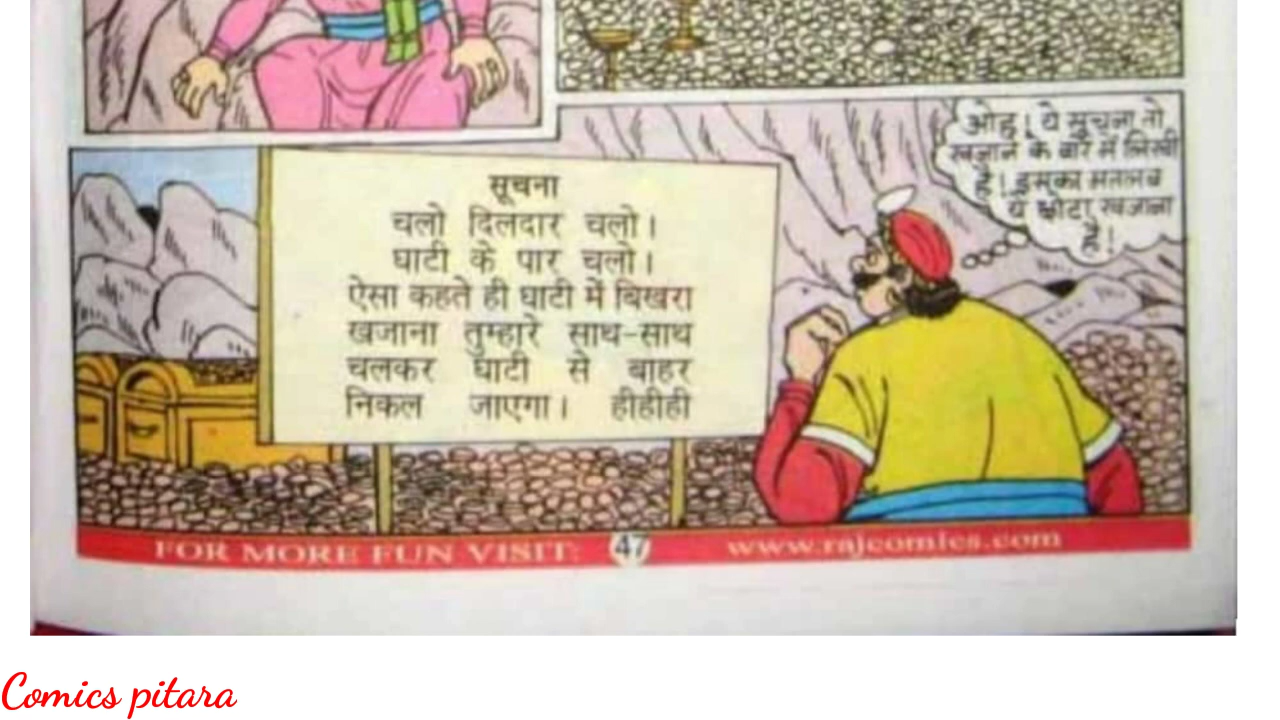 ओह! ये सूचना तो
खजाने के बारे में लिखी
है! इसका मतलब
ये छोटा खजाना
है!
सूचना
चलो दिलदार चलो।
घाटी के पार चलो।
ऐसा कहते ही घाटी में बिखरा
खजाना तुम्हारे साथ-साथ
चलकर घाटी से बाहर
निकल जाएगा। हीहीही
FOR MORE FUN VISIT: 47 www.rajcomics.com
Comics pitara